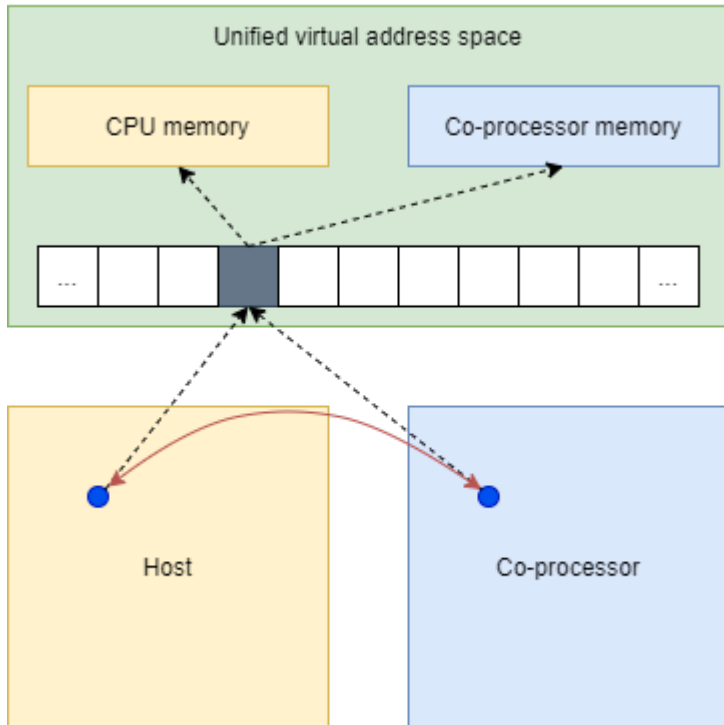 Unified virtual address space
CPU memory
Co-processor memory
...
...
Host
Co-processor